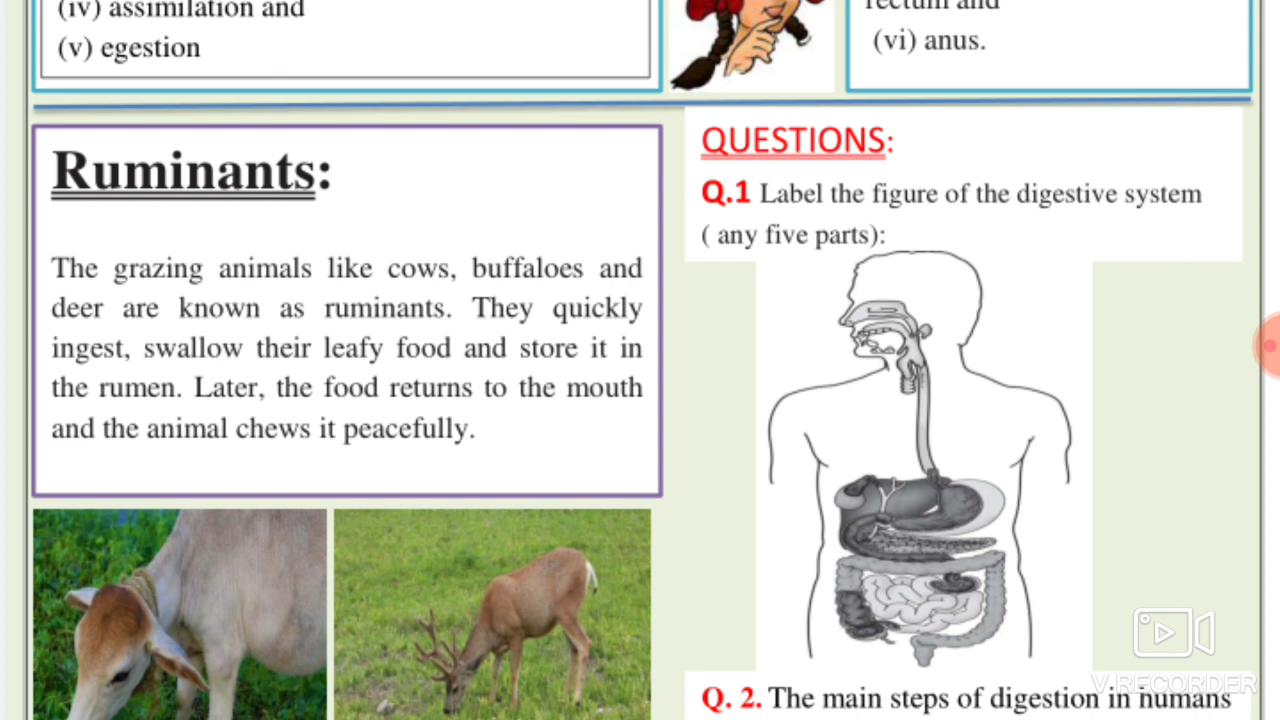 (iv) assimilation and
(v) egestion
rectum and
(vi) anus.
Ruminants:
The grazing animals like cows, buffaloes and
deer are known as ruminants. They quickly
ingest, swallow their leafy food and store it in
the rumen. Later, the food returns to the mouth
and the animal chews it peacefully.
QUESTIONS:
Q.1 Label the figure of the digestive system
( any five parts):
Q. 2. The main steps of digestion in humans
V.RECORDER